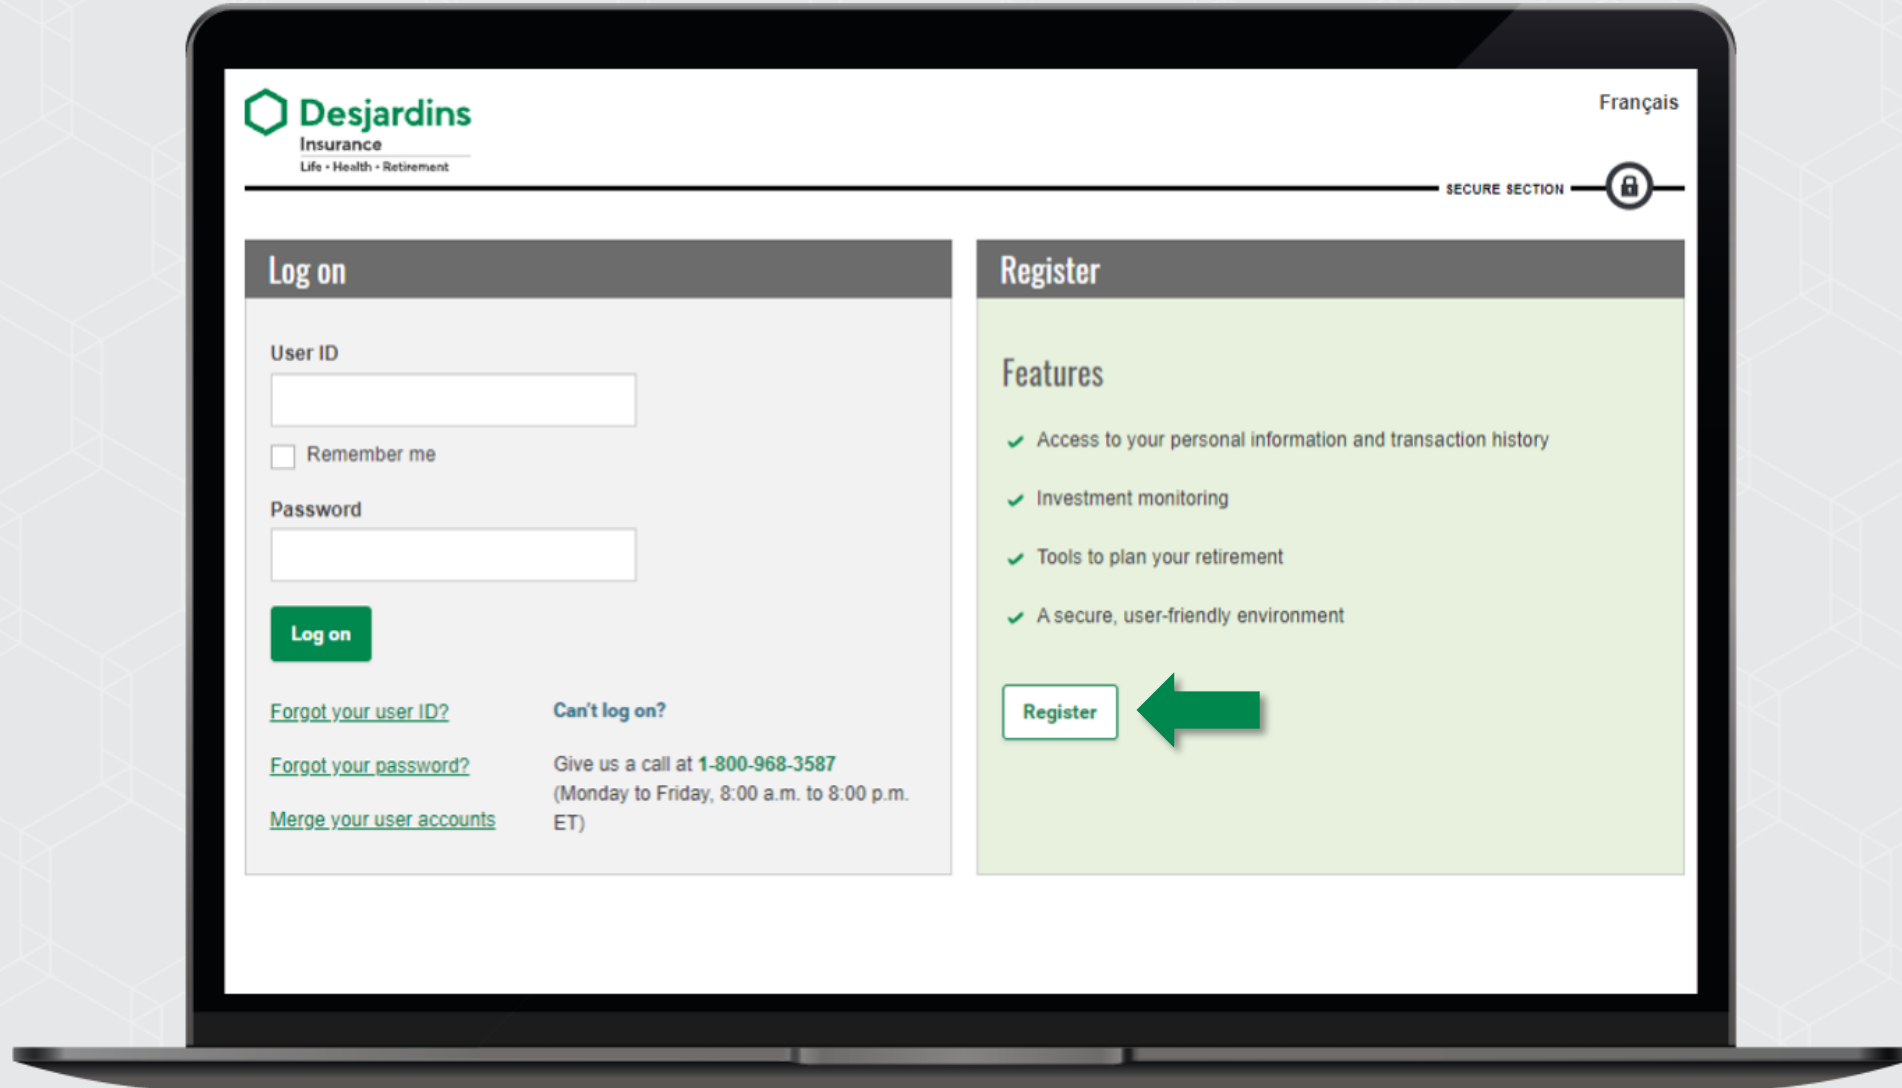 Desjardins
Insurance
Life • Health • Retirement
Français
SECURE SECTION
Log on
User ID
Remember me
Password
Log on
Forgot your user ID?
Forgot your password?
Merge your user accounts
Can't log on?
Give us a call at 1-800-968-3587
(Monday to Friday, 8:00 a.m. to 8:00 p.m.
ET)
Register
Features
Access to your personal information and transaction history
Investment monitoring
Tools to plan your retirement
A secure, user-friendly environment
Register